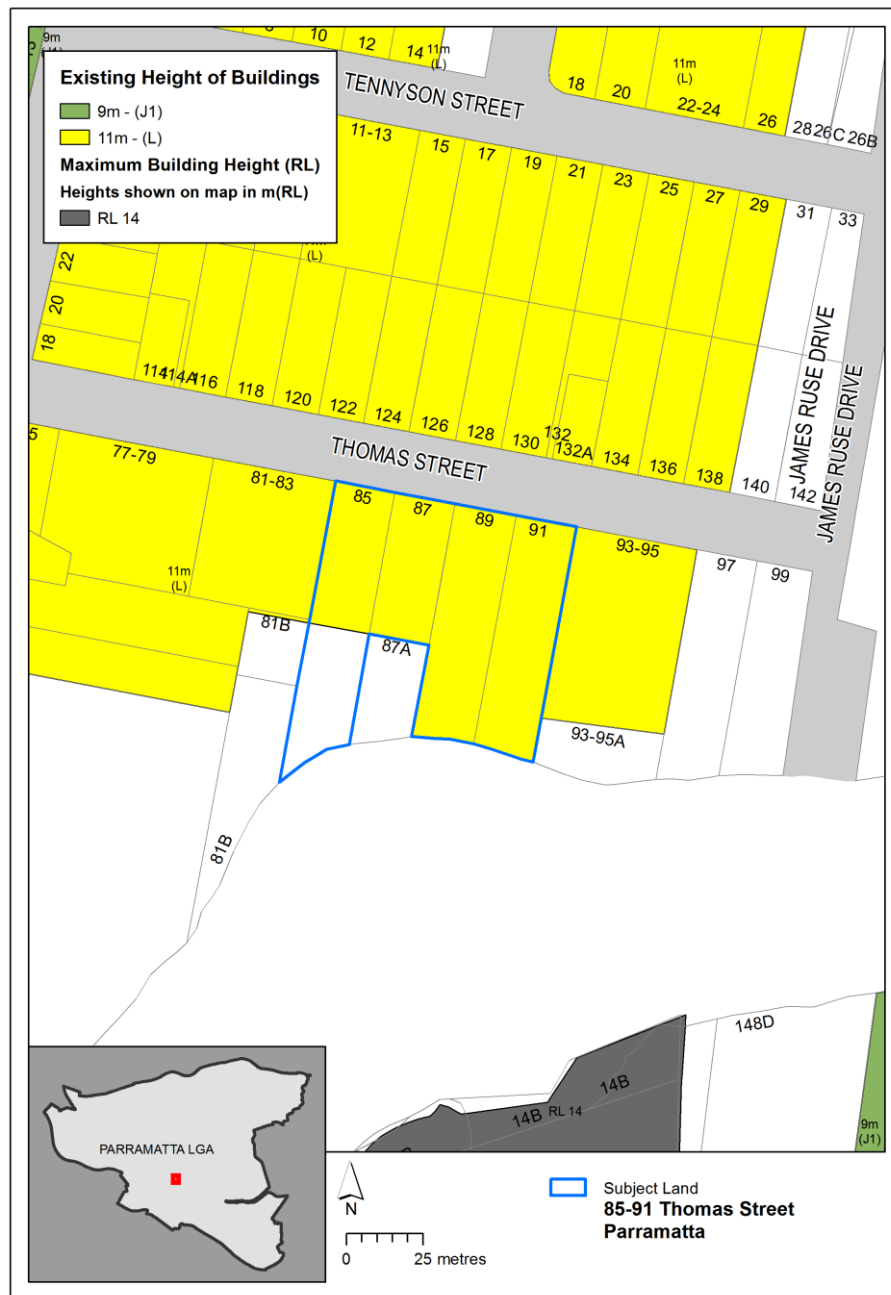 10
12
14
11m
(L)
9m
Existing Height of Buildings
9m - (J1)
11m - (L)
Maximum Building Height (RL)
Heights shown on map in m(RL)
RL 14
TENNYSON STREET
18
20
11m
(L)
22-24
26
28
26C
26B
11-13
15
17
19
21
23
25
27
29
31
33
(L)
22
20
18
114
114A
116
118
120
122
124
126
128
130
132
132A
134
136
138
140
142
JAMES RUSE DRIVE
JAMES RUSE DRIVE
THOMAS STREET
77-79
81-83
85
87
89
91
93-95
97
99
11m
(L)
81B
87A
93-95A
81B
148D
14B
14B
RL 14
9m
(J1)
PARRAMATTA LGA
N
0
25 metres
Subject Land
85-91 Thomas Street
Parramatta